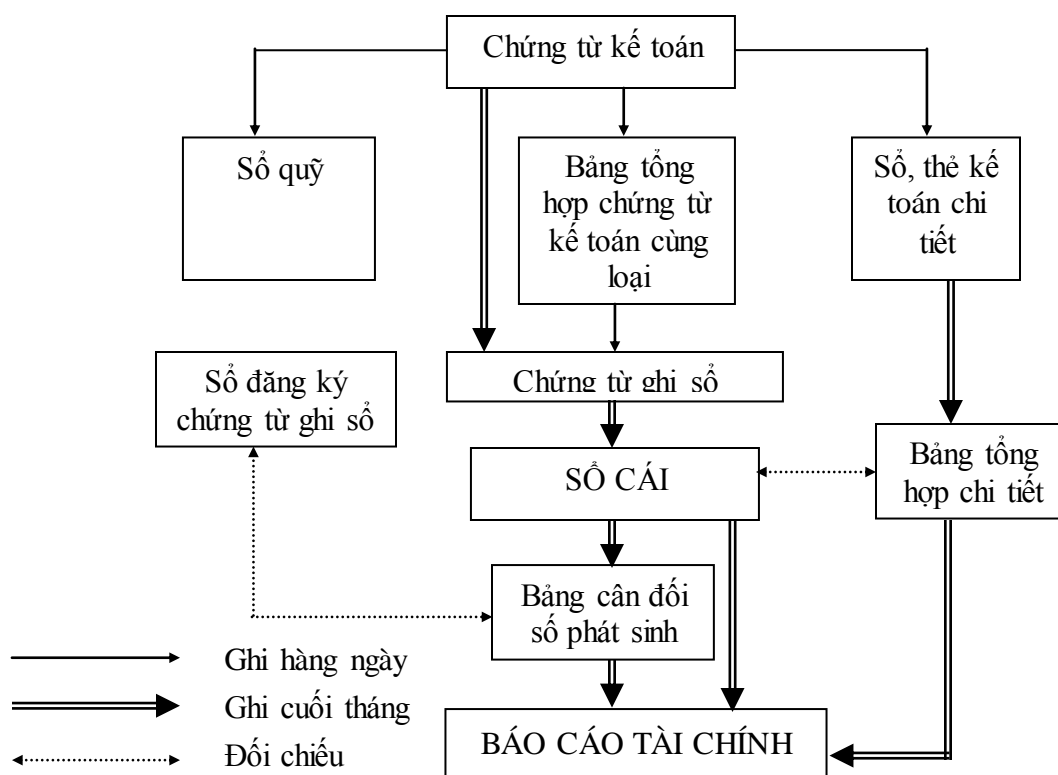 Chứng từ kế toán
Sổ quỹ
Bảng tổng
hợp chứng từ
kế toán cùng
loại
Sổ, thẻ kế
toán chi
tiết
Sổ đăng ký
chứng từ ghi sổ
Chứng từ ghi sổ
SỔ CÁI
Bảng tổng
hợp chi tiết
Bảng cân đối
số phát sinh
Ghi hàng ngày
Ghi cuối tháng
Đối chiếu
BÁO CÁO TÀI CHÍNH